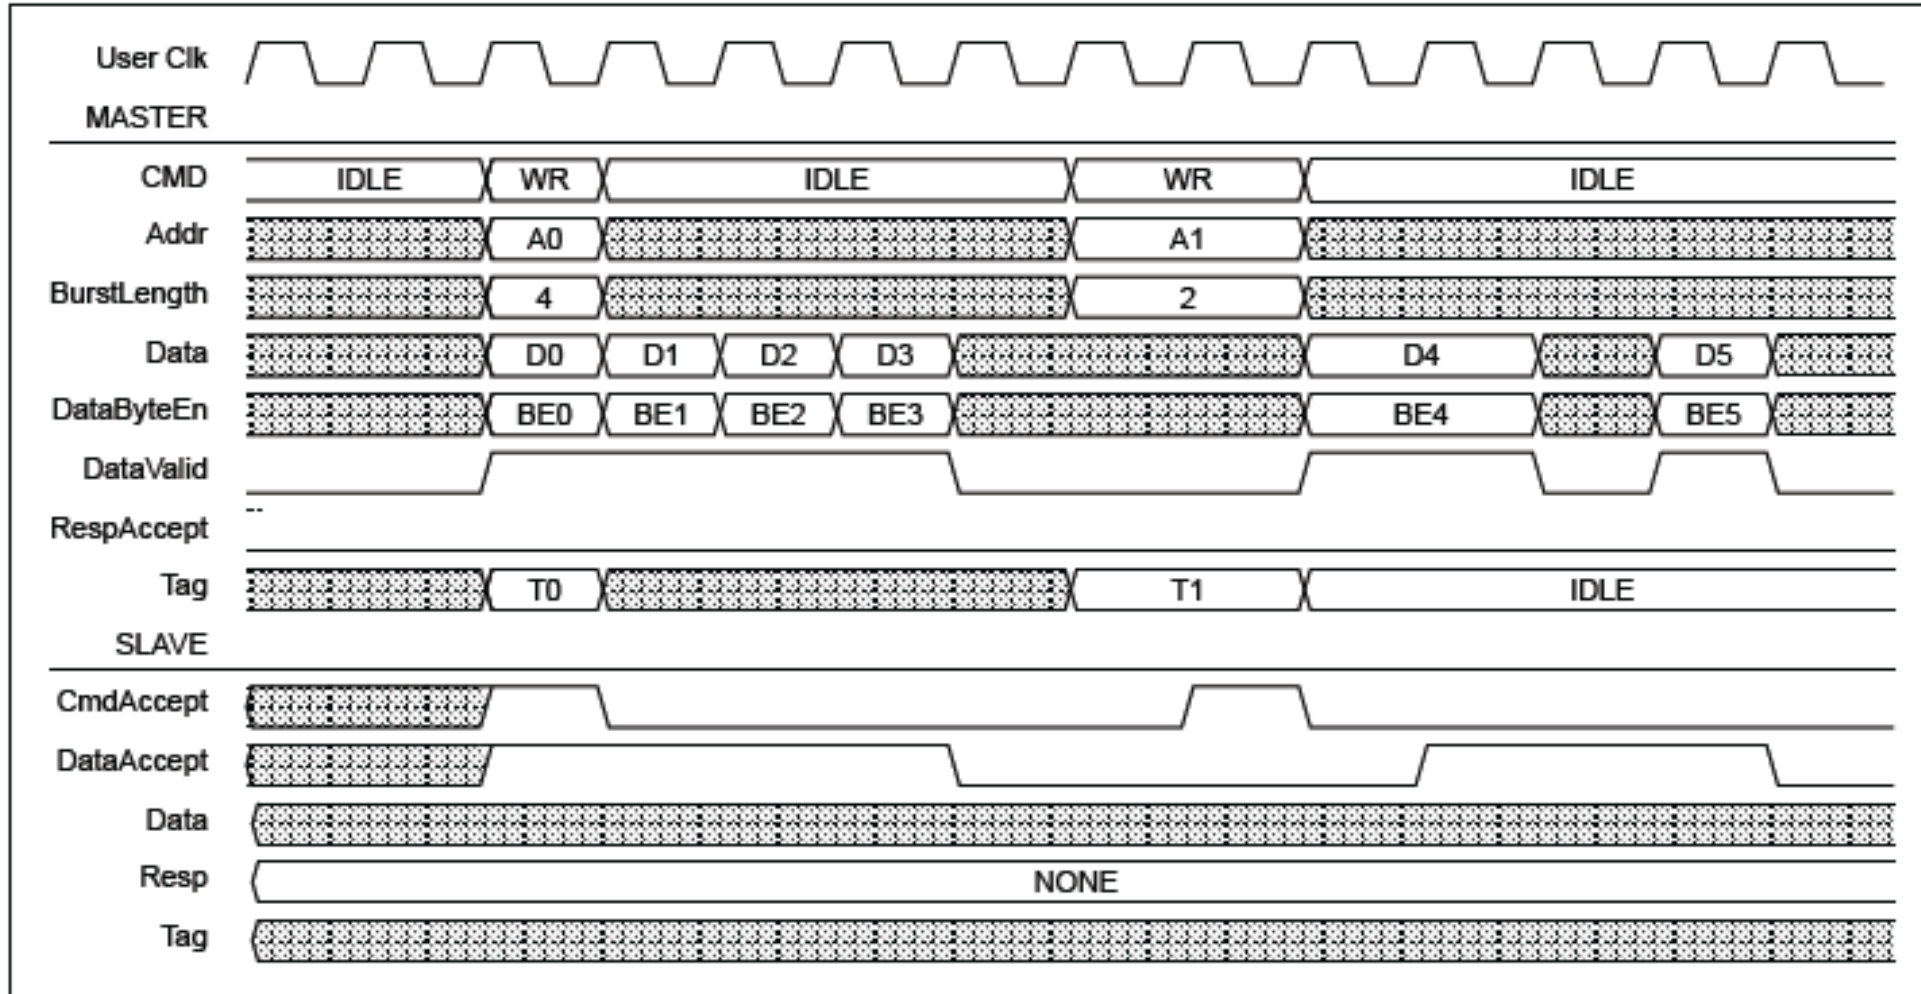 User Clk
MASTER
CMD IDLE WR IDLE WR IDLE
Addr A0 A1
BurstLength 4 2
Data D0 D1 D2 D3 D4 D5
DataByteEn BE0 BE1 BE2 BE3 BE4 BE5
DataValid
RespAccept
Tag T0 T1 IDLE
SLAVE
CmdAccept
DataAccept
Data
Resp NONE
Tag